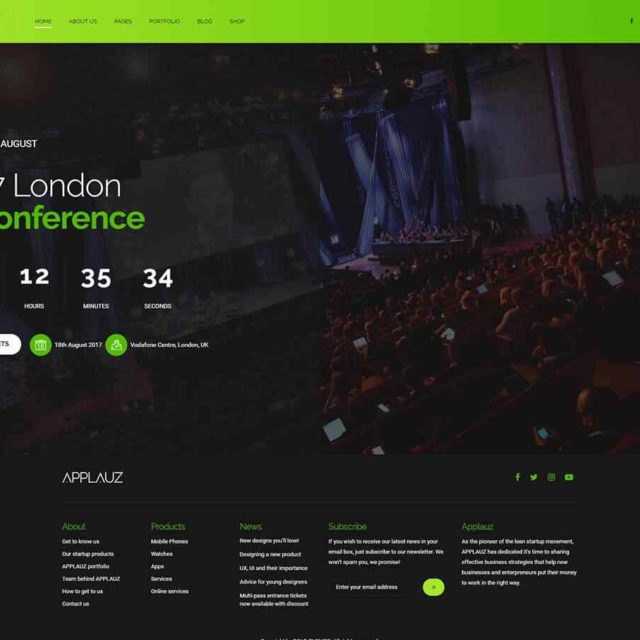 HOME ABOUT US PAGES PORTFOLIO BLOG SHOP
AUGUST
7 London
onference
12 35 34
HOURS MINUTES SECONDS
ETS 18th August 2017 Vodafone Centre, London, UK
APPLAUZ
About Products News Subscribe Applauz
Get to know us
Our startup products
APPLAUZ portfolio
Team behind APPLAUZ
How to get to us
Contact us
Mobile Phones
Watches
Apps
Services
Online services
New designs you'll love!
Designing a new product
UX, UI and their importance
Advice for young designers
Multi-pass entrance tickets
now available with discount
If you wish to receive our latest news in your
email box, just subscribe to our newsletter. We
won't spam you, we promise!
Enter your email address
As the pioneer of the lean startup movement,
APPLAUZ has dedicated it's time to sharing
effective business strategies that help new
businesses and enterpreneurs put their money
to work in the right way.